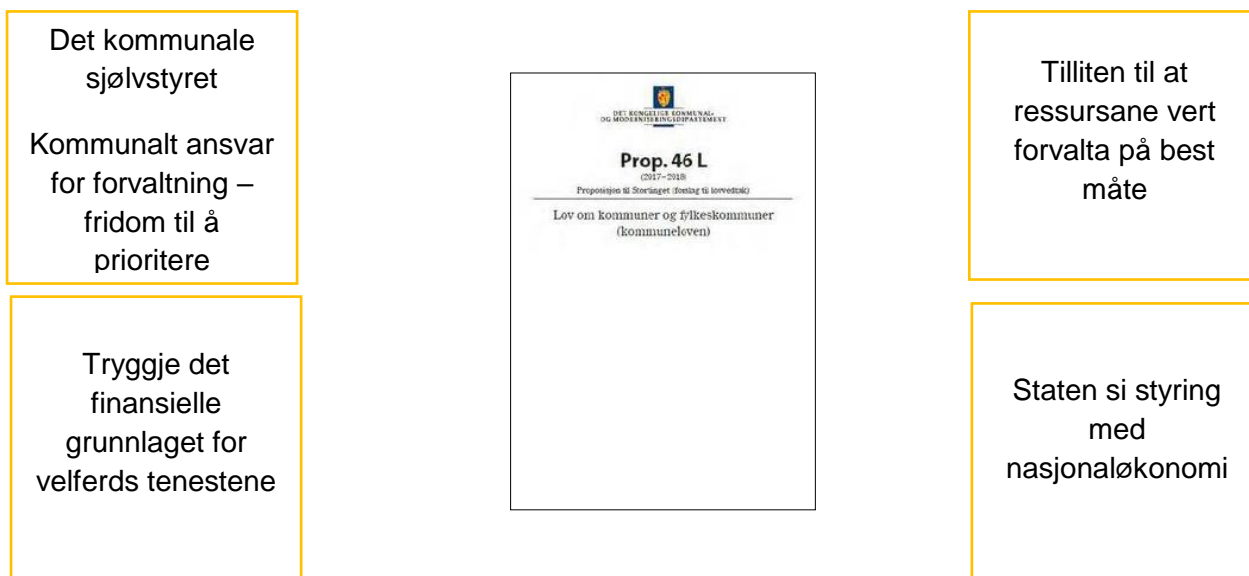 Det kommunale
sjølvstyret
Kommunalt ansvar
for forvaltning –
fridom til å
prioritere
Tryggje det
finansielle
grunnlaget for
velferds tenestene
DET KONGELIGE KOMMUNAL-
OG MODERNISERINGSDEPARTEMENT
Prop. 46 L
(2017–2018)
Proposisjon til Stortinget (forslag til lovvedtak)
Lov om kommuner og fylkeskommuner
(kommuneloven)
Tilliten til at
ressursane vert
forvalta på best
måte
Staten si styring
med
nasjonaløkonomi